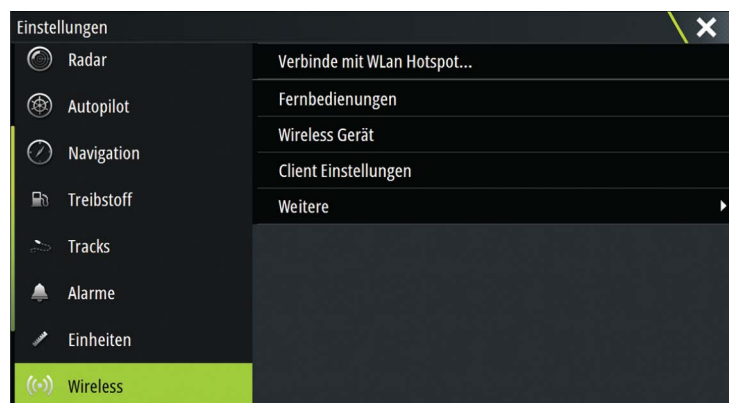 Einstellungen
Radar
Autopilot
Navigation
Treibstoff
Tracks
Alarme
Einheiten
Wireless
Verbinde mit WLan Hotspot...
Fernbedienungen
Wireless Gerät
Client Einstellungen
Weitere